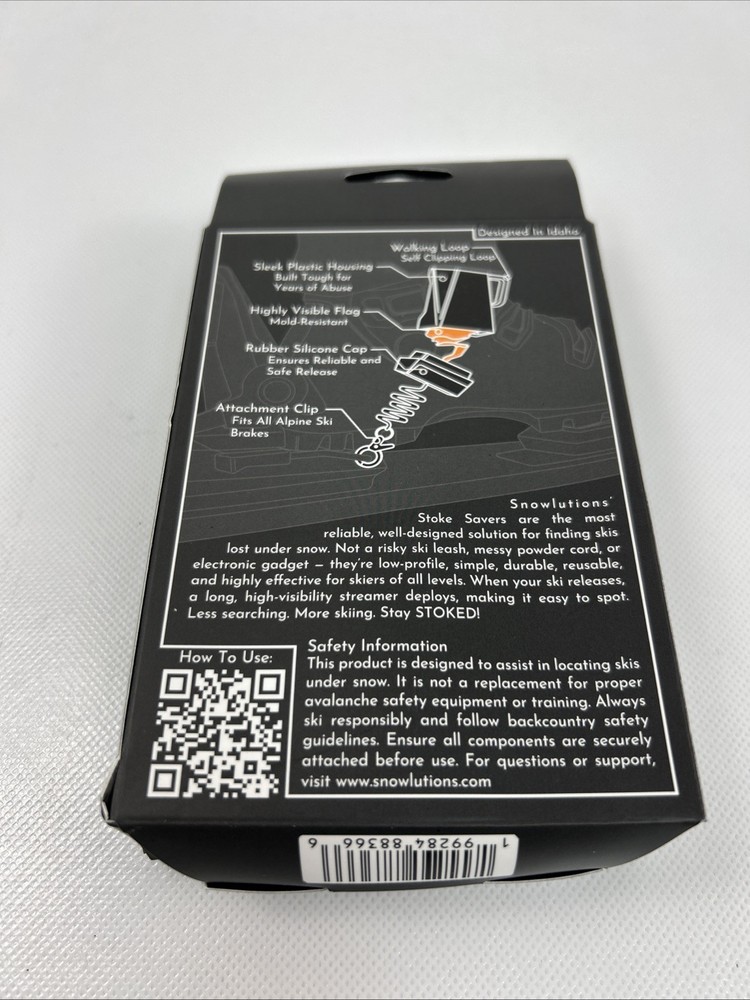 Designed in Idaho
Walking Loop
Self Clipping Loop
Sleek Plastic Housing
Built Tough for
Years of Abuse
Highly Visible Flag
Mold-Resistant
Rubber Silicone Cap
Ensures Reliable and
Safe Release
Attachment Clip
Fits All Alpine Ski
Brakes
Snowlutions'
Stoke Savers are the most
reliable, well-designed solution for finding skis
lost under snow. Not a risky ski leash, messy powder cord, or
electronic gadget – they're low-profile, simple, durable, reusable,
and highly effective for skiers of all levels. When your ski releases,
a long, high-visibility streamer deploys, making it easy to spot.
Less searching. More skiing. Stay STOKED!
How To Use:
Safety Information
This product is designed to assist in locating skis
under snow. It is not a replacement for proper
avalanche safety equipment or training. Always
ski responsibly and follow backcountry safety
guidelines. Ensure all components are securely
attached before use. For questions or support,
visit www.snowlutions.com
1 99284 88366 9